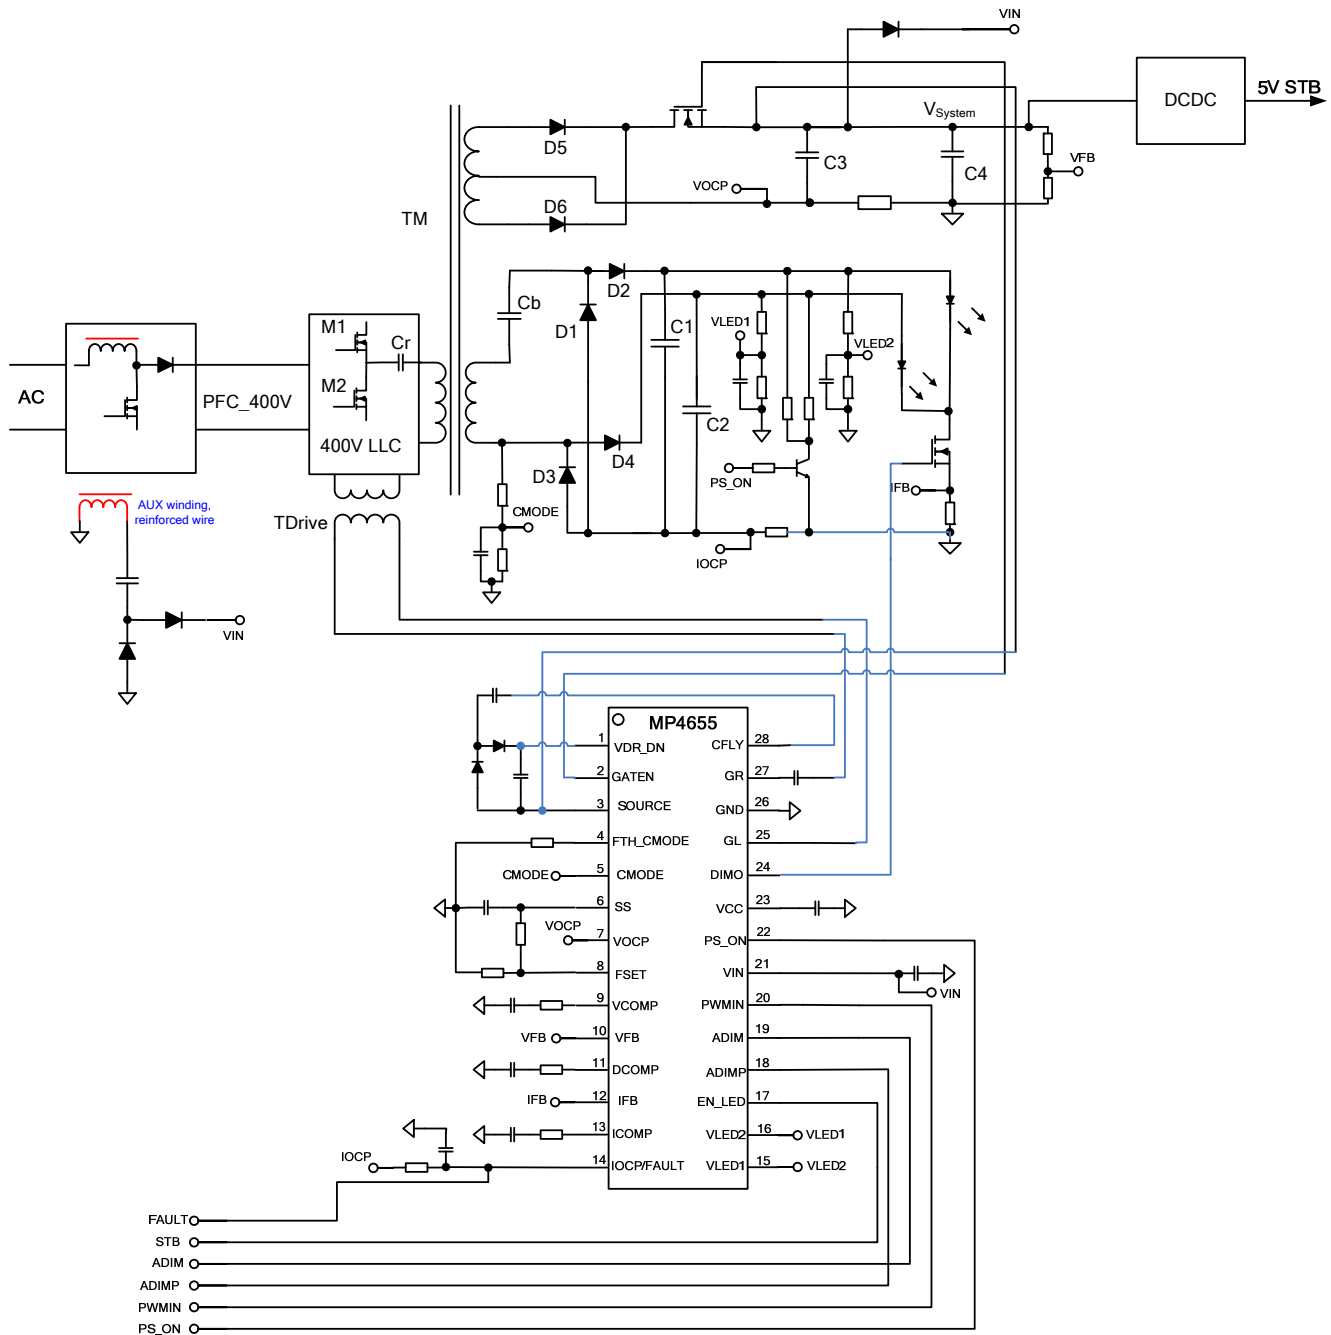 VIN
DCDC
5V STB
VSystem
D5
C3
C4
VFB
VOCP
TM
D6
D2
Cb
D1
C1
VLED1
VLED2
M1
Cr
M2
AC
PFC_400V
400V LLC
C2
D3
D4
PS_ON
IFB
AUX winding,
reinforced wire
TDrive
CMODE
IOCP
VIN
MP4655
1 VDR_DN
CFLY 28
2 GATEN
GR 27
3 SOURCE
GND 26
4 FTH_CMODE
GL 25
CMODE 5 CMODE
DIMO 24
6 SS
VCC 23
VOCP 7 VOCP
PS_ON 22
8 FSET
VIN 21
VIN
9 VCOMP
PWMIN 20
VFB 10 VFB
ADIM 19
11 DCOMP
ADIMP 18
IFB 12 IFB
EN_LED 17
13 ICOMP
VLED2 16 VLED1
IOCP 14 IOCP/FAULT
VLED1 15 VLED2
FAULT
STB
ADIM
ADIMP
PWMIN
PS_ON